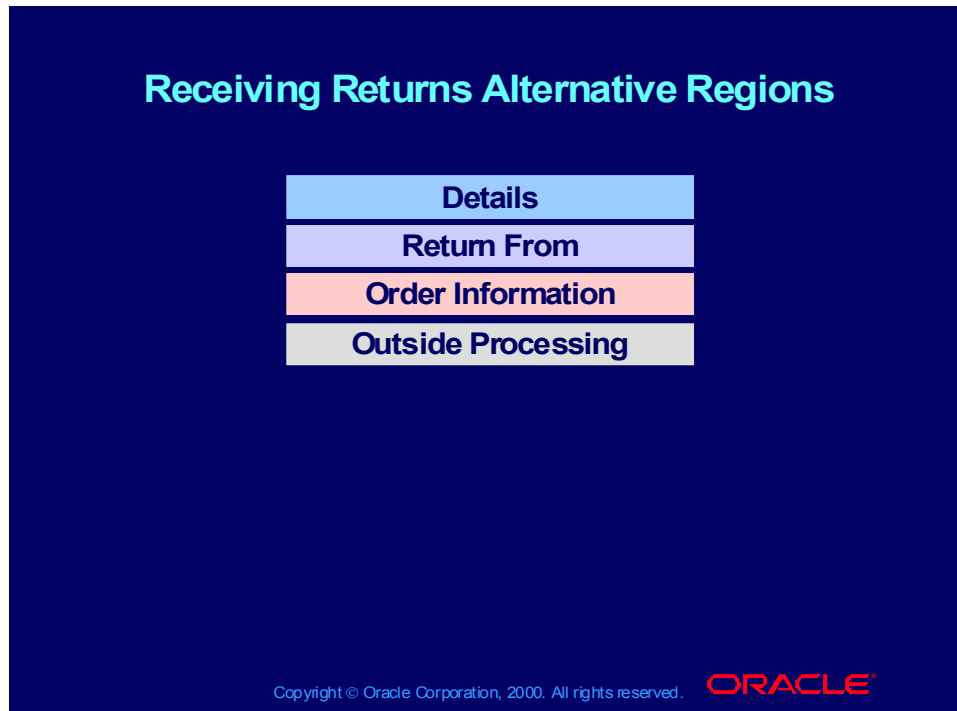 Receiving Returns Alternative Regions
Details
Return From
Order Information
Outside Processing
Copyright © Oracle Corporation, 2000. All rights reserved.
ORACLE®